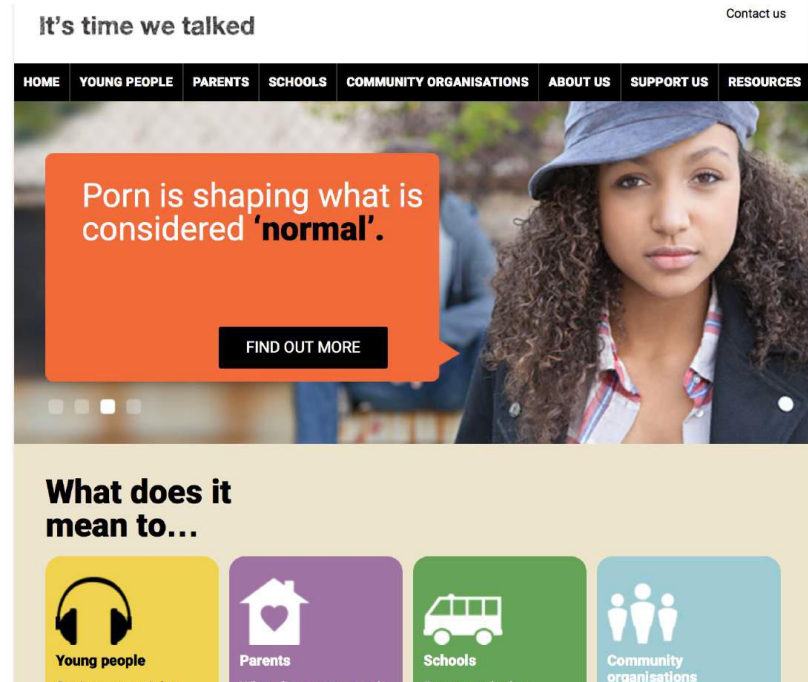 It's time we talked
Contact us
HOME YOUNG PEOPLE PARENTS SCHOOLS COMMUNITY ORGANISATIONS ABOUT US SUPPORT US RESOURCES
Porn is shaping what is
considered 'normal'.
FIND OUT MORE
What does it
mean to...
Young people
Parents
Schools
Community
organisations